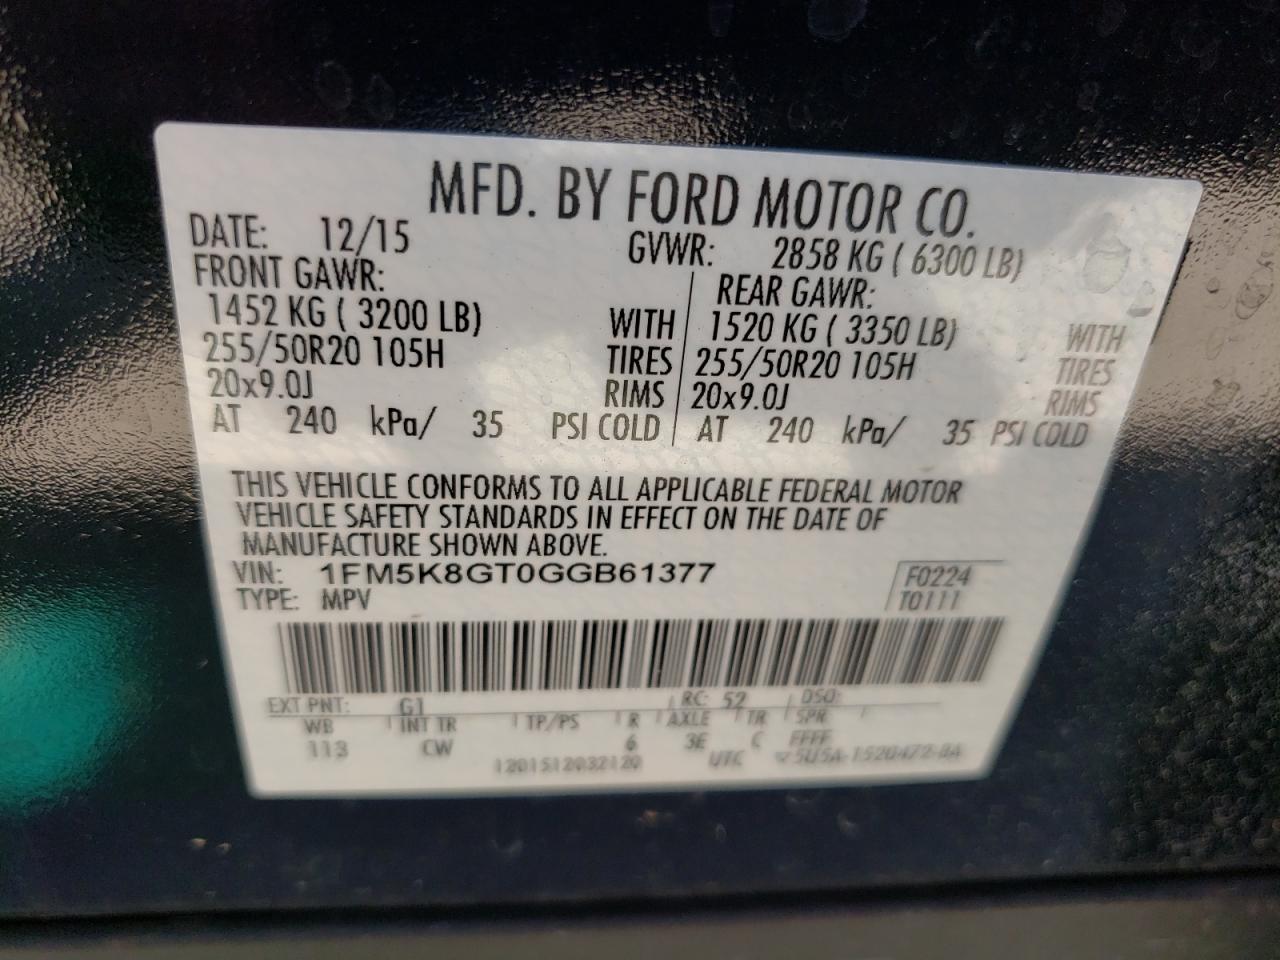 MFD. BY FORD MOTOR CO.
DATE: 12/15 GVWR: 2858 KG ( 6300 LB)
FRONT GAWR: REAR GAWR:
1452 KG ( 3200 LB) WITH 1520 KG ( 3350 LB) WITH
255/50R20 105H TIRES 255/50R20 105H TIRES
20x9.0J RIMS 20x9.0J RIMS
AT 240 kPa/ 35 PSI COLD AT 240 kPa/ 35 PSI COLD
THIS VEHICLE CONFORMS TO ALL APPLICABLE FEDERAL MOTOR
VEHICLE SAFETY STANDARDS IN EFFECT ON THE DATE OF
MANUFACTURE SHOWN ABOVE.
VIN: 1FM5K8GT0GGB61377 F0224
TYPE: MPV T0111
EXT PNT: G1 RC: 52 DSO:
WB INT TR TP/PS R AXLE TR SPR
113 CW 6 3E C FFFF
1201512032120 UTC ▽5U5A-1520472-BA